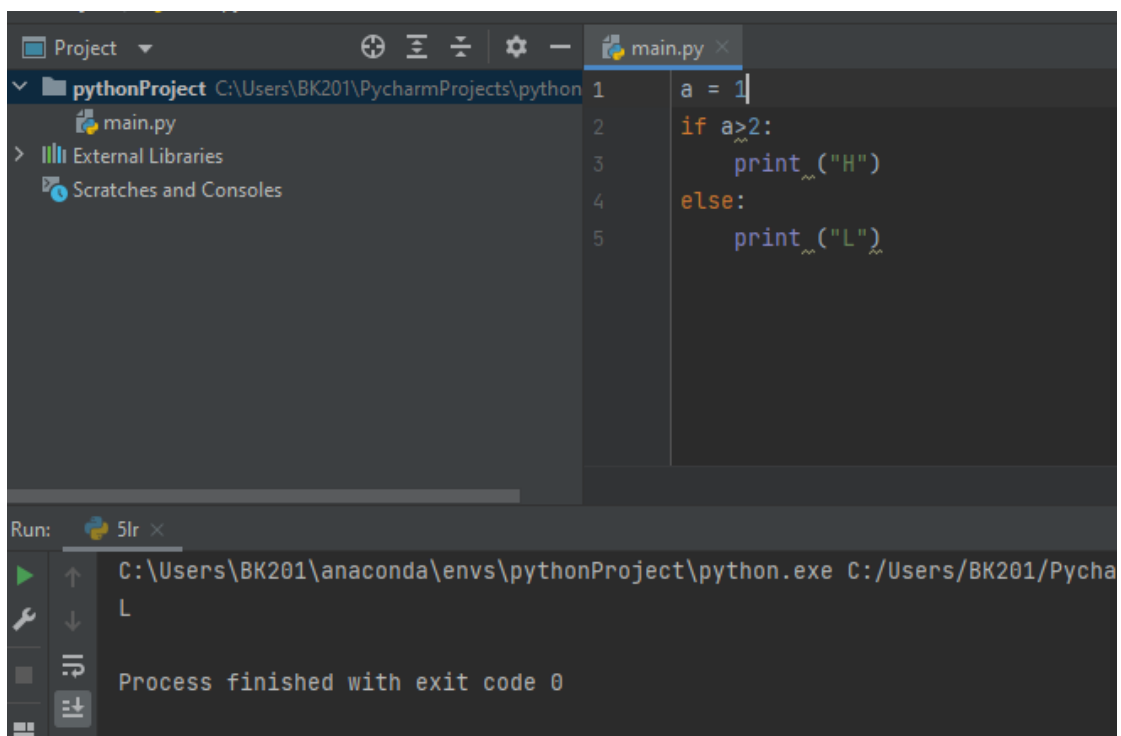 Project
main.py
pythonProject C:\Users\BK201\PycharmProjects\python
main.py
External Libraries
Scratches and Consoles
1 a = 1
2 if a>2:
3 print ("H")
4 else:
5 print ("L")
Run: 5lr
C:\Users\BK201\anaconda\envs\pythonProject\python.exe C:/Users/BK201/Pycha
L
Process finished with exit code 0